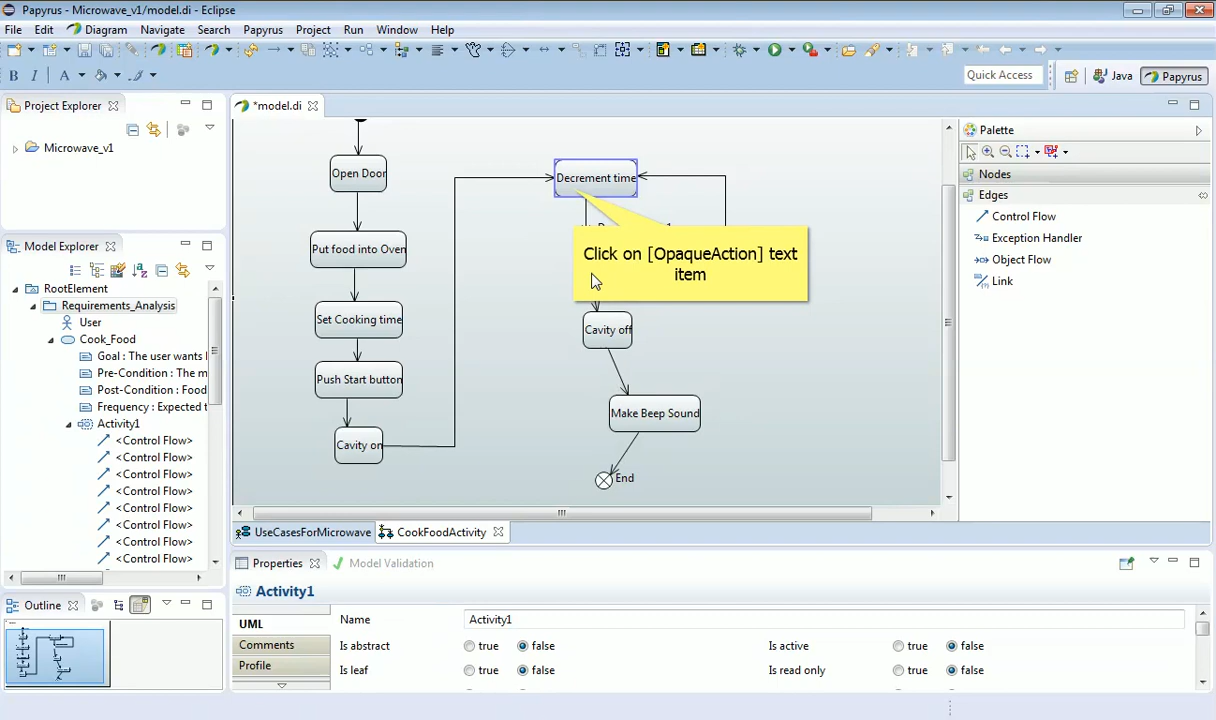 Papyrus - Microwave_v1/model.di - Eclipse
File Edit Diagram Navigate Search Papyrus Project Run Window Help
B I A
Quick Access Java Papyrus
Project Explorer
Microwave_v1
Model Explorer
RootElement
Requirements_Analysis
User
Cook_Food
Goal : The user wants
Pre-Condition : The m
Post-Condition : Food
Frequency : Expected t
Activity1
<Control Flow>
<Control Flow>
<Control Flow>
<Control Flow>
<Control Flow>
<Control Flow>
<Control Flow>
<Control Flow>
Outline
*model.di
Open Door
Put food into Oven
Set Cooking time
Push Start button
Cavity on
Decrement time
Click on [OpaqueAction] text
item
Cavity off
Make Beep Sound
End
Palette
Nodes
Edges
Control Flow
Exception Handler
Object Flow
Link
UseCasesForMicrowave CookFoodActivity
Properties Model Validation
Activity1
UML
Comments
Profile
Name Activity1
Is abstract true false Is active true false
Is leaf true false Is read only true false